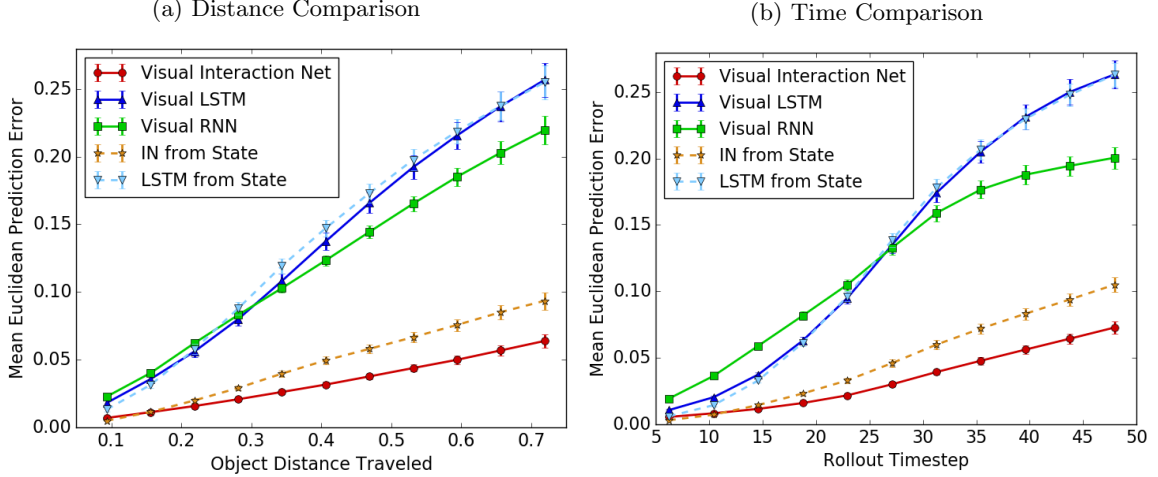 (a) Distance Comparison
Mean Euclidean Prediction Error
0.25
0.20
0.15
0.10
0.05
0.00
Visual Interaction Net
Visual LSTM
Visual RNN
IN from State
LSTM from State
0.1 0.2 0.3 0.4 0.5 0.6 0.7
Object Distance Traveled
(b) Time Comparison
Mean Euclidean Prediction Error
0.25
0.20
0.15
0.10
0.05
0.00
Visual Interaction Net
Visual LSTM
Visual RNN
IN from State
LSTM from State
5 10 15 20 25 30 35 40 45 50
Rollout Timestep